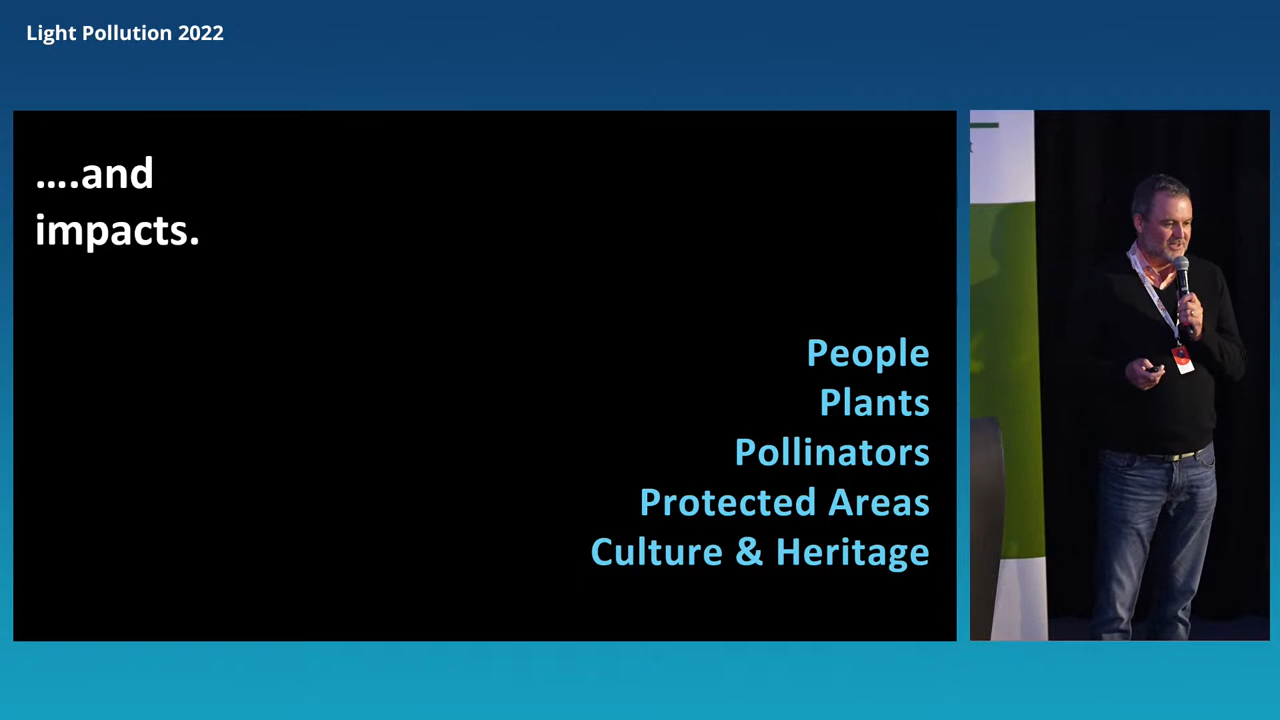 Light Pollution 2022
….and
impacts.
People
Plants
Pollinators
Protected Areas
Culture & Heritage